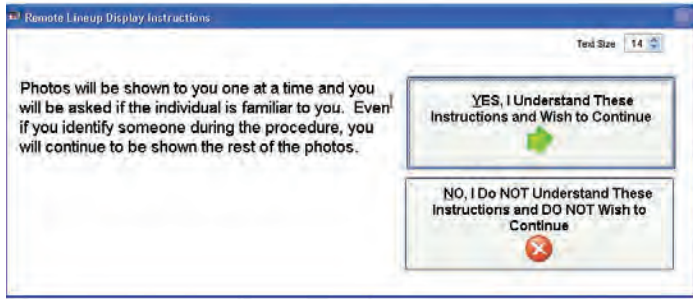 Remote Lineup Display Instructions
Text Size 14
Photos will be shown to you one at a time and you
will be asked if the individual is familiar to you. Even
if you identify someone during the procedure, you
will continue to be shown the rest of the photos.
YES, I Understand These
Instructions and Wish to Continue
NO, I Do NOT Understand These
Instructions and DO NOT Wish to
Continue